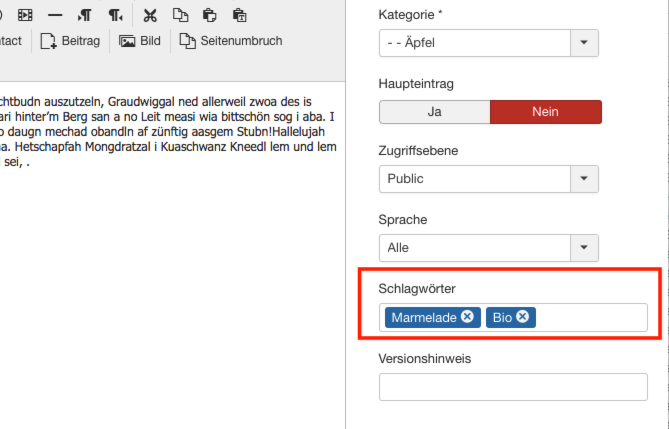 Kategorie *
ntact Beitrag Bild Seitenumbruch
- - Äpfel
Haupteintrag
chtbudn auszutzeln, Graudwiggal ned allerweil zwoa des is
ari hinter’m Berg san a no Leit measi wia bittschön sog i aba. I
o daugn mechad obandln af zünftig aasgem Stubn!Hallelujah
na. Hetschapfah Mongdratzal i Kuaschwanz Kneedl lem und lem
sei, .
Ja Nein
Zugriffsebene
Public
Sprache
Alle
Schlagwörter
Marmelade Bio
Versionshinweis